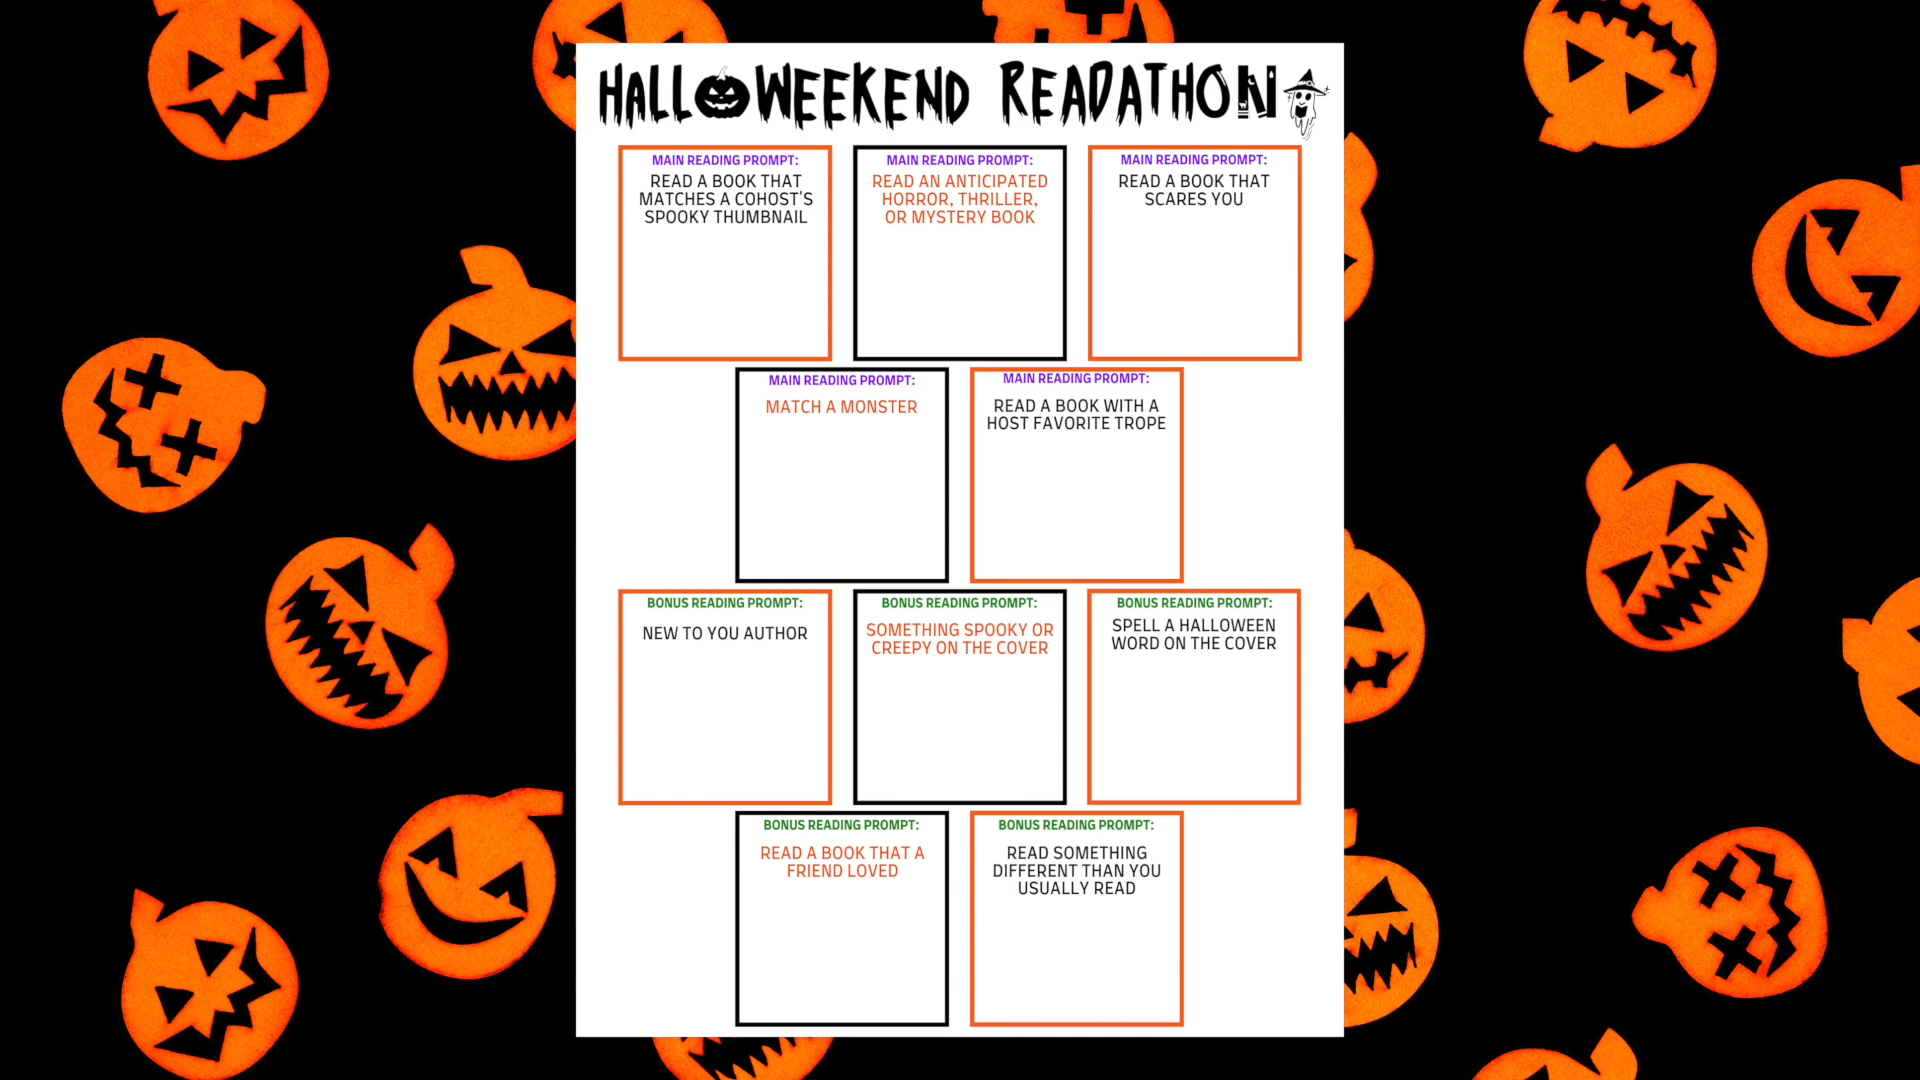 HALLOWEEKEND READATHON
MAIN READING PROMPT:
READ A BOOK THAT
MATCHES A COHOST'S
SPOOKY THUMBNAIL
MAIN READING PROMPT:
READ AN ANTICIPATED
HORROR, THRILLER,
OR MYSTERY BOOK
MAIN READING PROMPT:
READ A BOOK THAT
SCARES YOU
MAIN READING PROMPT:
MATCH A MONSTER
MAIN READING PROMPT:
READ A BOOK WITH A
HOST FAVORITE TROPE
BONUS READING PROMPT:
NEW TO YOU AUTHOR
BONUS READING PROMPT:
SOMETHING SPOOKY OR
CREEPY ON THE COVER
BONUS READING PROMPT:
SPELL A HALLOWEEN
WORD ON THE COVER
BONUS READING PROMPT:
READ A BOOK THAT A
FRIEND LOVED
BONUS READING PROMPT:
READ SOMETHING
DIFFERENT THAN YOU
USUALLY READ